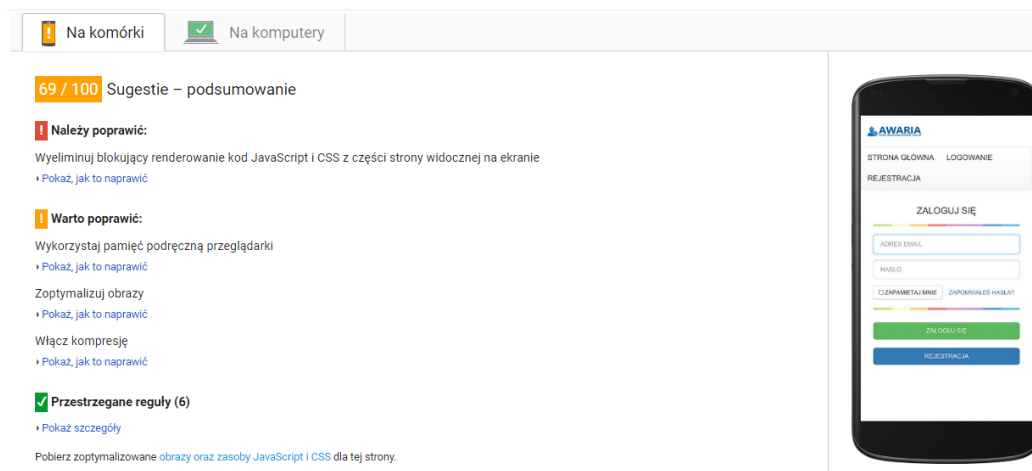 Na komórki
Na komputery
69 / 100 Sugestie – podsumowanie
! Należy poprawić:
Wyeliminuj blokujący renderowanie kod JavaScript i CSS z części strony widocznej na ekranie
Pokaż, jak to naprawić
! Warto poprawić:
Wykorzystaj pamięć podręczną przeglądarki
Pokaż, jak to naprawić
Zoptymalizuj obrazy
Pokaż, jak to naprawić
Włącz kompresję
Pokaż, jak to naprawić
Przestrzegane reguły (6)
Pokaż szczegóły
Pobierz zoptymalizowane obrazy oraz zasoby JavaScript i CSS dla tej strony.
AWARIA
STRONA GŁÓWNA LOGOWANIE
REJESTRACJA
ZALOGUJ SIĘ
ADRES EMAIL
HASŁO
ZAPAMIETAJ MNIE ZAPOMNIAŁEŚ HASŁA?
ZALOGUJ SIĘ
REJESTRACJA